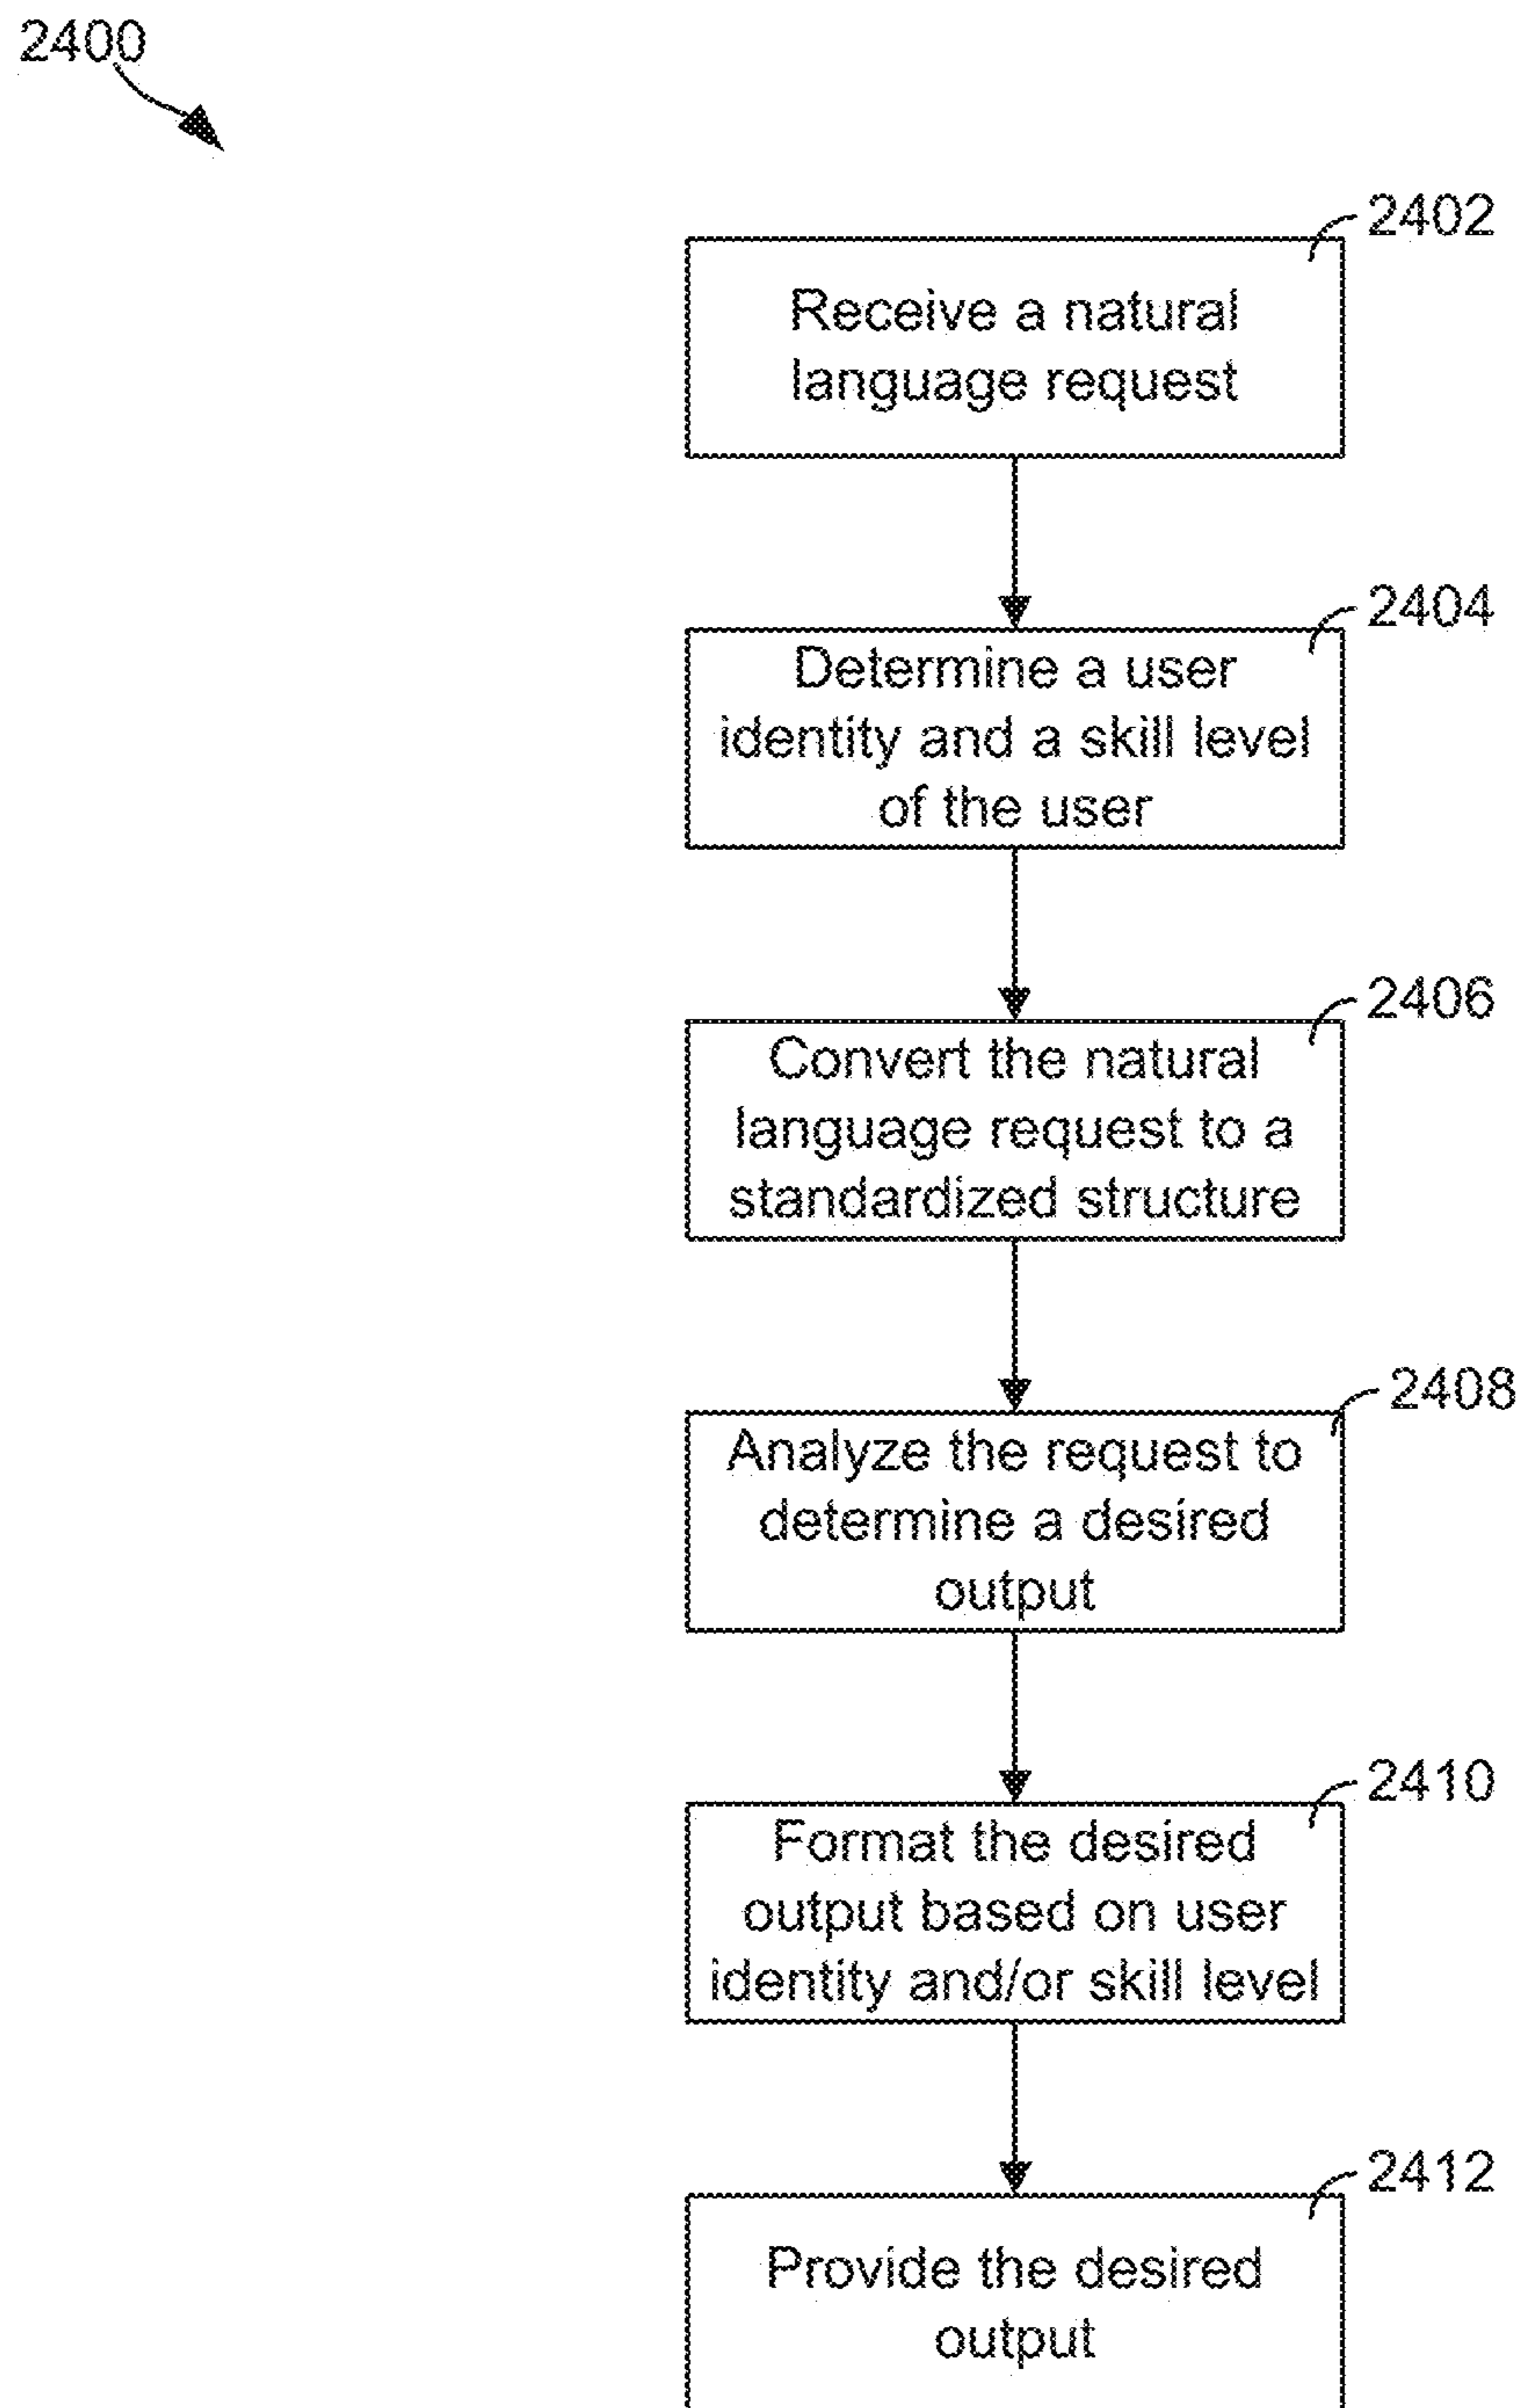 2400
2402
Receive a natural
language request
2404
Determine a user
identity and a skill level
of the user
2406
Convert the natural
language request to a
standardized structure
2408
Analyze the request to
determine a desired
output
2410
Format the desired
output based on user
identity and/or skill level
2412
Provide the desired
output